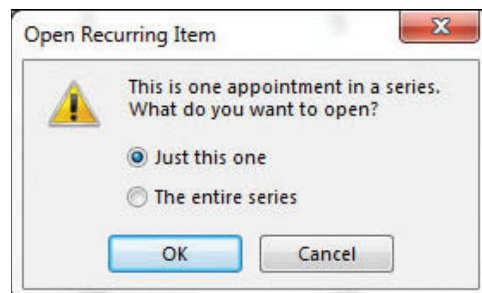 Open Recurring Item
This is one appointment in a series.
What do you want to open?
Just this one
The entire series
OK
Cancel